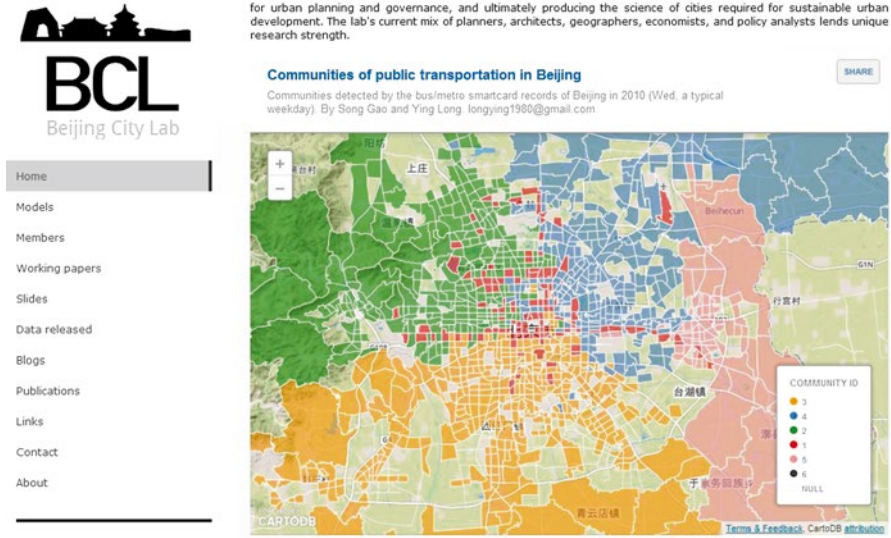 for urban planning and governance, and ultimately producing the science of cities required for sustainable urban
development. The lab's current mix of planners, architects, geographers, economists, and policy analysts lends unique
research strength.
BCL
Beijing City Lab
Home
Models
Members
Working papers
Slides
Data released
Blogs
Publications
Links
Contact
About
Communities of public transportation in Beijing
SHARE
Communities detected by the bus/metro smartcard records of Beijing in 2010 (Wed, a typical
weekday). By Song Gao and Ying Long. longying1980@gmail.com
+
−
阳坊
上庄
Beihecun
G1N
行宫村
台湖镇
青云店镇
COMMUNITY ID
3
4
2
1
5
6
NULL
CARTODB
Terms & Feedback, CartoDB attribution